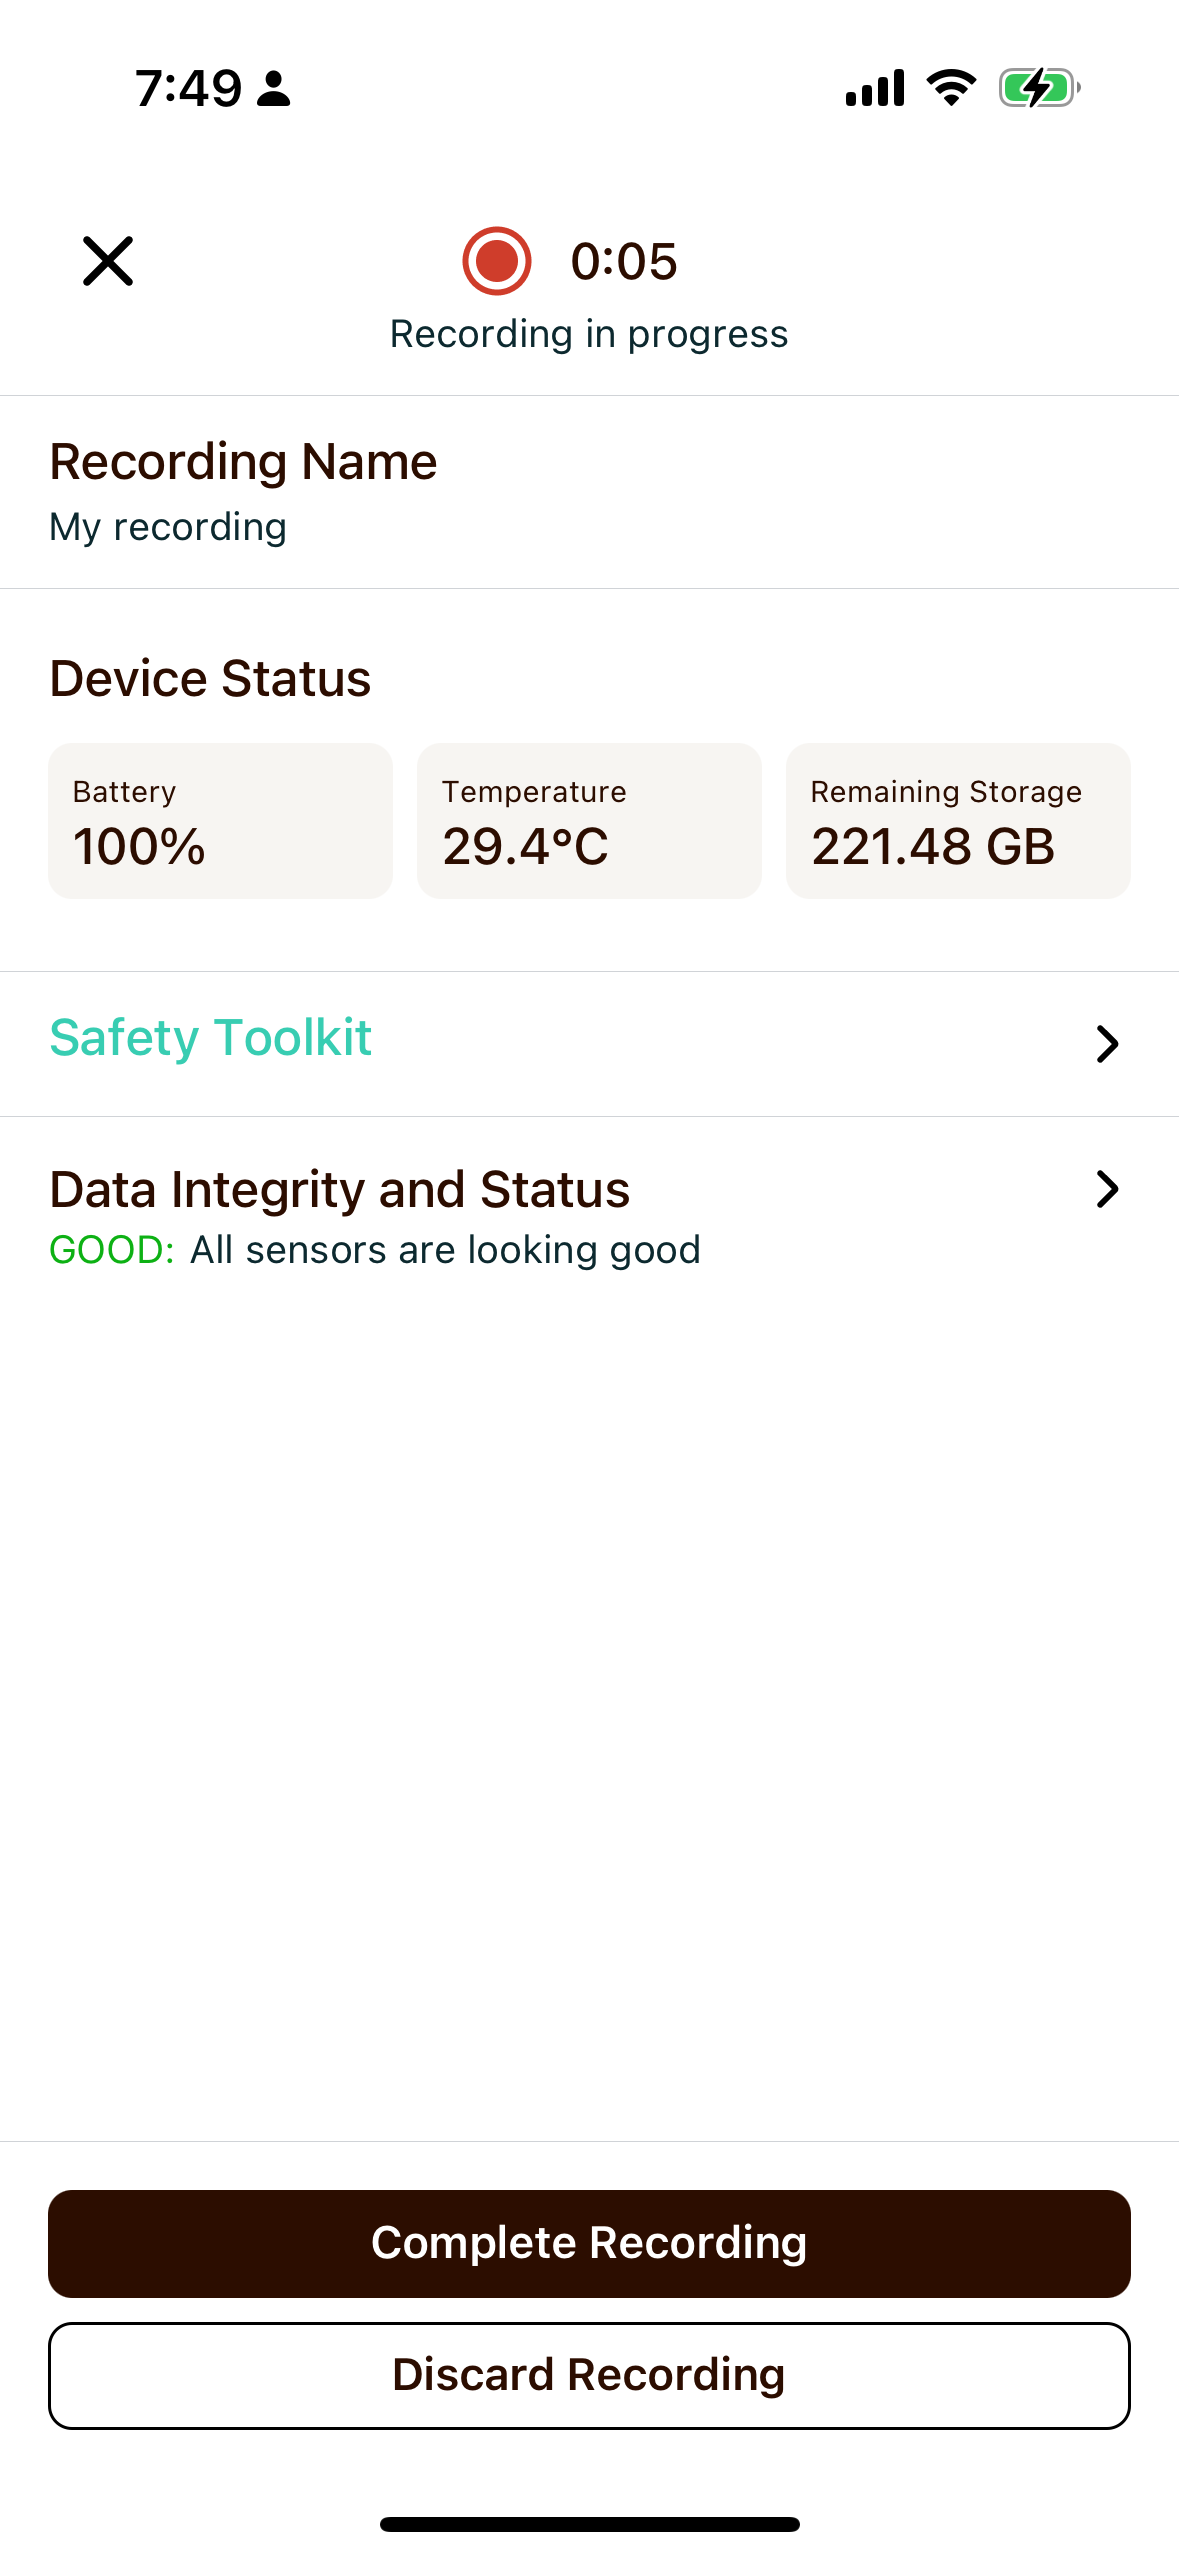 7:49
0:05
Recording in progress
Recording Name
My recording
Device Status
Battery
100%
Temperature
29.4°C
Remaining Storage
221.48 GB
Safety Toolkit
Data Integrity and Status
GOOD: All sensors are looking good
Complete Recording
Discard Recording